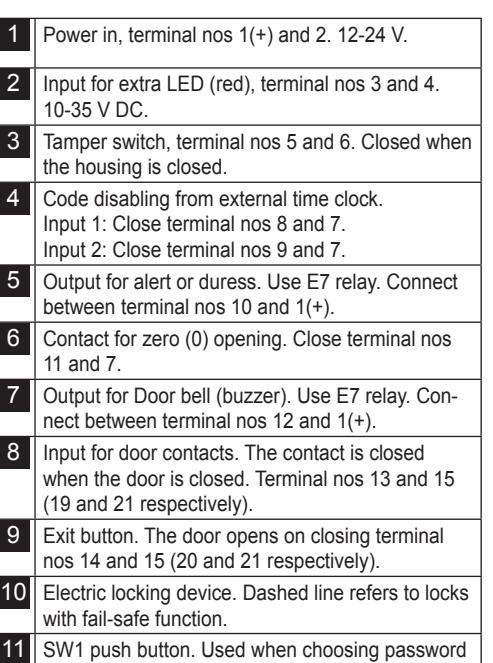 1 Power in, terminal nos 1(+) and 2. 12-24 V.
2 Input for extra LED (red), terminal nos 3 and 4.
10-35 V DC.
3 Tamper switch, terminal nos 5 and 6. Closed when
the housing is closed.
4 Code disabling from external time clock.
Input 1: Close terminal nos 8 and 7.
Input 2: Close terminal nos 9 and 7.
5 Output for alert or duress. Use E7 relay. Connect
between terminal nos 10 and 1(+).
6 Contact for zero (0) opening. Close terminal nos
11 and 7.
7 Output for Door bell (buzzer). Use E7 relay. Con-
nect between terminal nos 12 and 1(+).
8 Input for door contacts. The contact is closed
when the door is closed. Terminal nos 13 and 15
(19 and 21 respectively).
9 Exit button. The door opens on closing terminal
nos 14 and 15 (20 and 21 respectively).
10 Electric locking device. Dashed line refers to locks
with fail-safe function.
11 SW1 push button. Used when choosing password